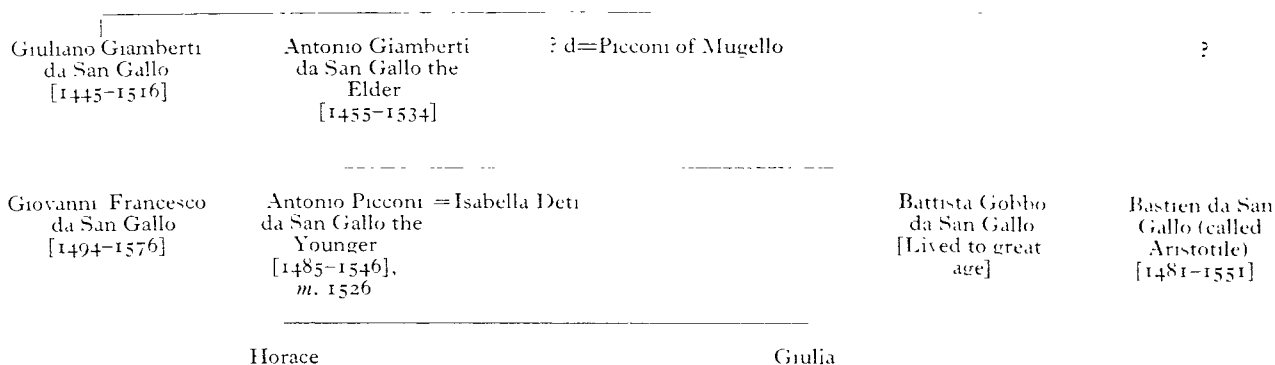 Giuliano Giamberti
da San Gallo
[1445–1516]
Antonio Giamberti
da San Gallo the
Elder
[1455–1534]
? d=Picconi of Mugello
?
Giovanni Francesco
da San Gallo
[1494–1576]
Antonio Picconi =Isabella Deti
da San Gallo the
Younger
[1485–1546],
m. 1526
Battista Gobbo
da San Gallo
[Lived to great
age]
Bastien da San
Gallo (called
Aristotile)
[1481–1551]
Horace
Giulia